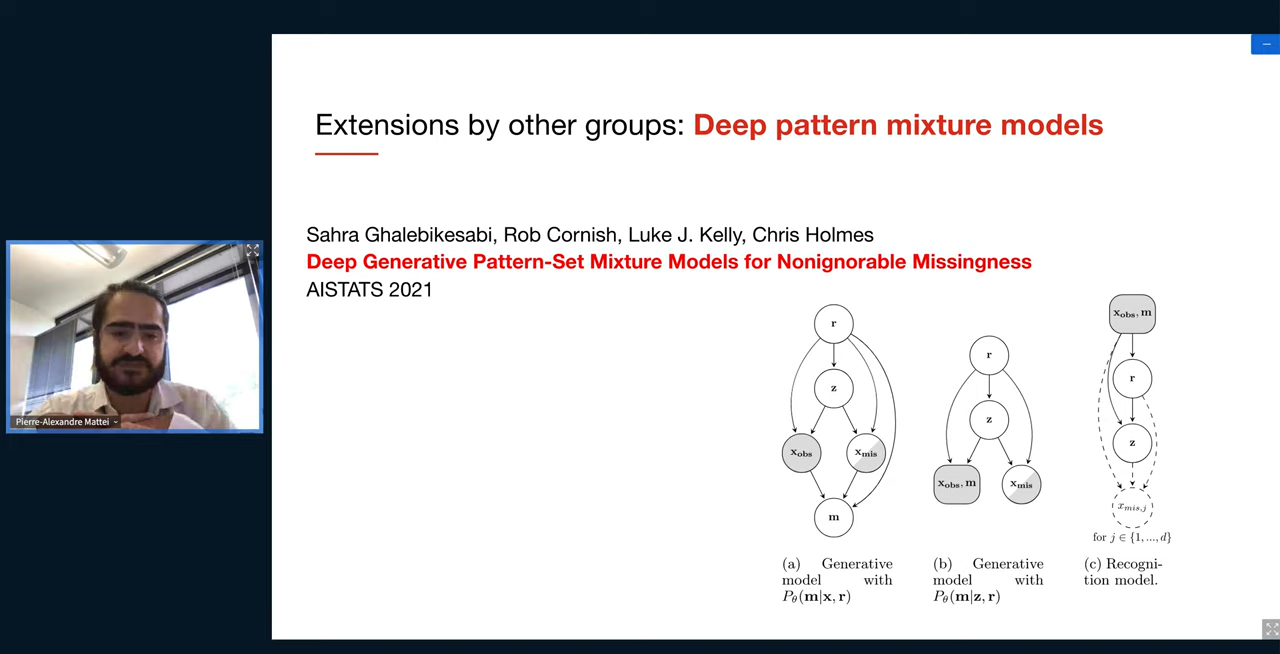 Extensions by other groups: Deep pattern mixture models
Sahra Ghalebikesabi, Rob Cornish, Luke J. Kelly, Chris Holmes
Deep Generative Pattern-Set Mixture Models for Nonignorable Missingness
AISTATS 2021
r
z
x_obs
x_mis
m
(a) Generative
model with
P_θ(m|x, r)
r
z
x_obs, m
x_mis
(b) Generative
model with
P_θ(m|z, r)
x_obs, m
r
z
x_mis,j
for j ∈ {1, ..., d}
(c) Recogni-
tion model.
Pierre-Alexandre Mattei